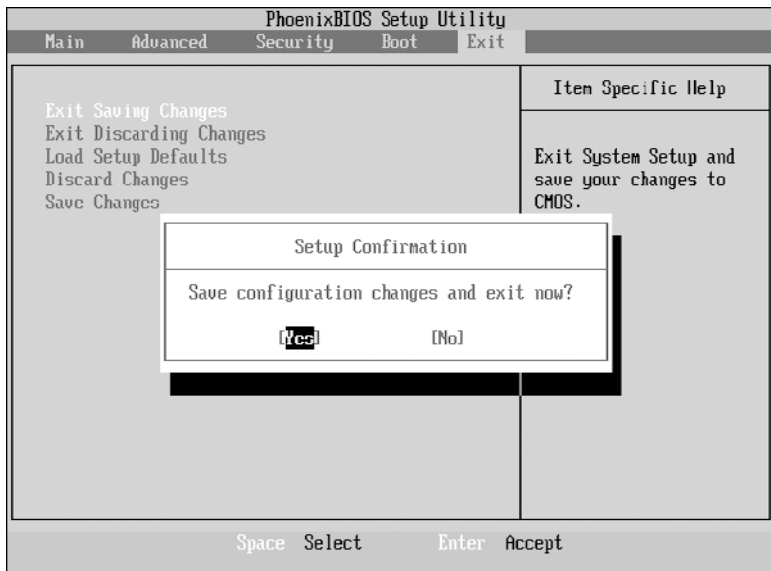 PhoenixBIOS Setup Utility
Main Advanced Security Boot Exit
Item Specific Help
Exit Saving Changes
Exit Discarding Changes
Load Setup Defaults
Discard Changes
Save Changes
Exit System Setup and
save your changes to
CMOS.
Setup Confirmation
Save configuration changes and exit now?
[Yes] [No]
Space Select Enter Accept